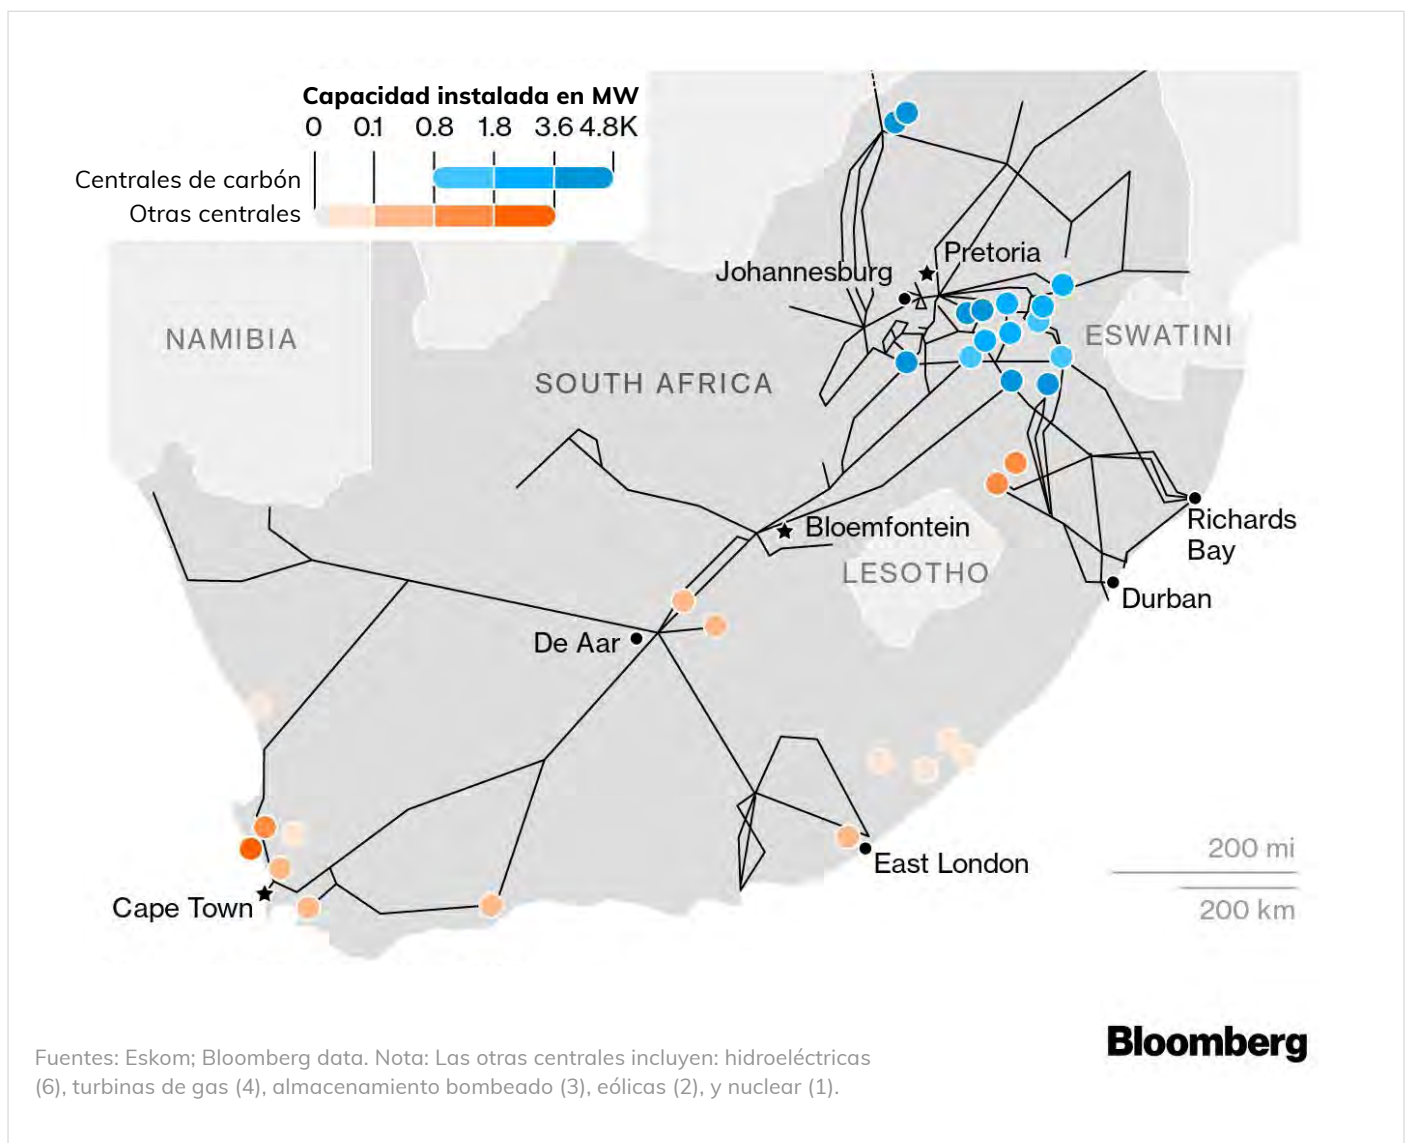 Capacidad instalada en MW
0 0.1 0.8 1.8 3.6 4.8K
Centrales de carbón
Otras centrales
Pretoria
Johannesburg
NAMIBIA
ESWATINI
SOUTH AFRICA
Richards
Bay
Bloemfontein
LESOTHO
Durban
De Aar
200 mi
East London
200 km
Cape Town
Bloomberg
Fuentes: Eskom; Bloomberg data. Nota: Las otras centrales incluyen: hidroeléctricas
(6), turbinas de gas (4), almacenamiento bombeado (3), eólicas (2), y nuclear (1).